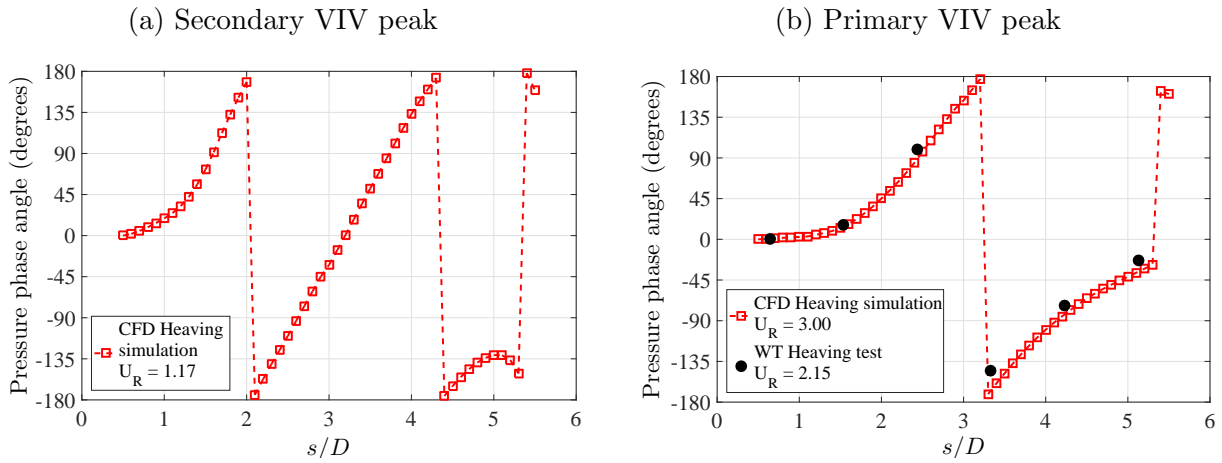 (a) Secondary VIV peak
Pressure phase angle (degrees)
180
135
90
45
0
-45
-90
-135
-180
0
1
2
3
4
5
6
s/D
CFD Heaving
simulation
U_R = 1.17
(b) Primary VIV peak
Pressure phase angle (degrees)
180
135
90
45
0
-45
-90
-135
-180
0
1
2
3
4
5
6
s/D
CFD Heaving simulation
U_R = 3.00
WT Heaving test
U_R = 2.15